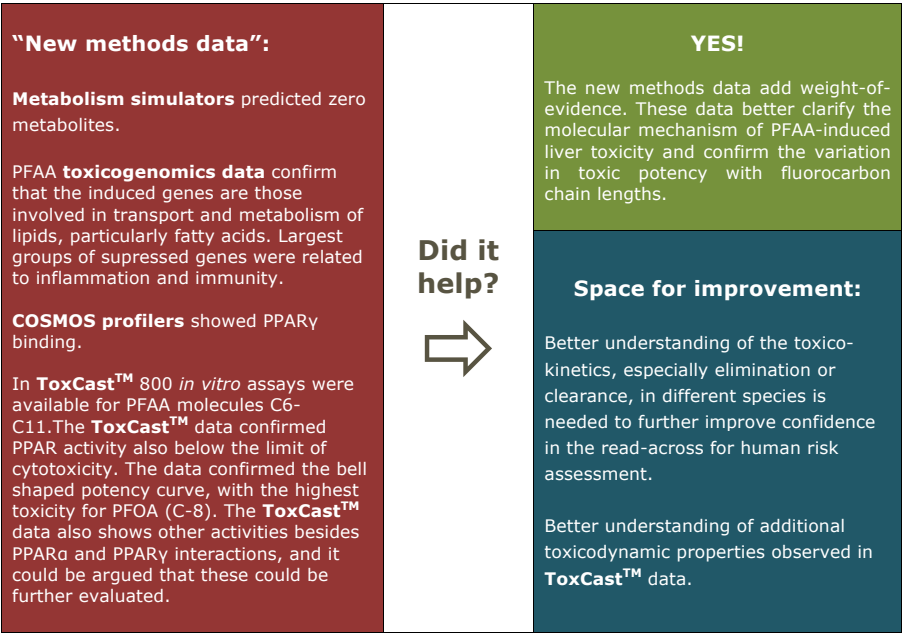 “New methods data”:
Metabolism simulators predicted zero
metabolites.
PFAA toxicogenomics data confirm
that the induced genes are those
involved in transport and metabolism of
lipids, particularly fatty acids. Largest
groups of supressed genes were related
to inflammation and immunity.
COSMOS profilers showed PPARγ
binding.
In ToxCast™ 800 in vitro assays were
available for PFAA molecules C6-
C11.The ToxCast™ data confirmed
PPAR activity also below the limit of
cytotoxicity. The data confirmed the bell
shaped potency curve, with the highest
toxicity for PFOA (C-8). The ToxCast™
data also shows other activities besides
PPARα and PPARγ interactions, and it
could be argued that these could be
further evaluated.
Did it
help?
YES!
The new methods data add weight-of-
evidence. These data better clarify the
molecular mechanism of PFAA-induced
liver toxicity and confirm the variation
in toxic potency with fluorocarbon
chain lengths.
Space for improvement:
Better understanding of the toxico-
kinetics, especially elimination or
clearance, in different species is
needed to further improve confidence
in the read-across for human risk
assessment.
Better understanding of additional
toxicodynamic properties observed in
ToxCast™ data.